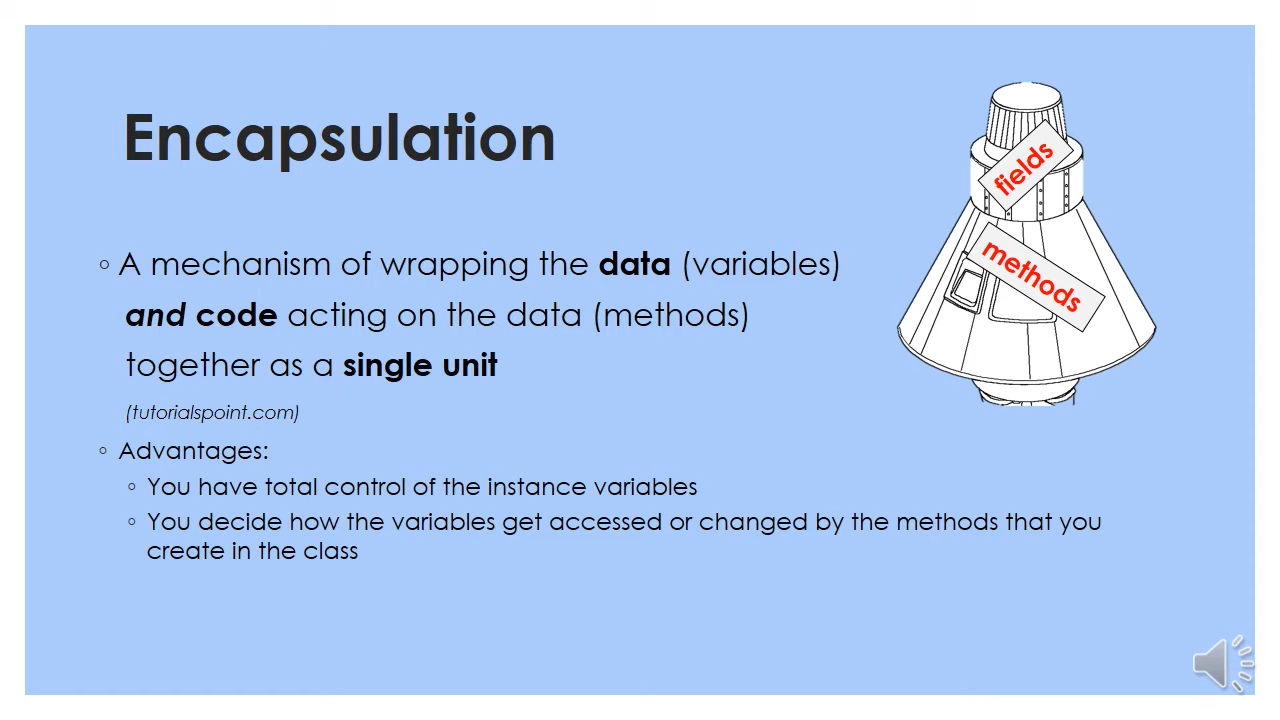 Encapsulation
fields
methods
◦ A mechanism of wrapping the data (variables)
and code acting on the data (methods)
together as a single unit
(tutorialspoint.com)
◦ Advantages:
◦ You have total control of the instance variables
◦ You decide how the variables get accessed or changed by the methods that you
create in the class